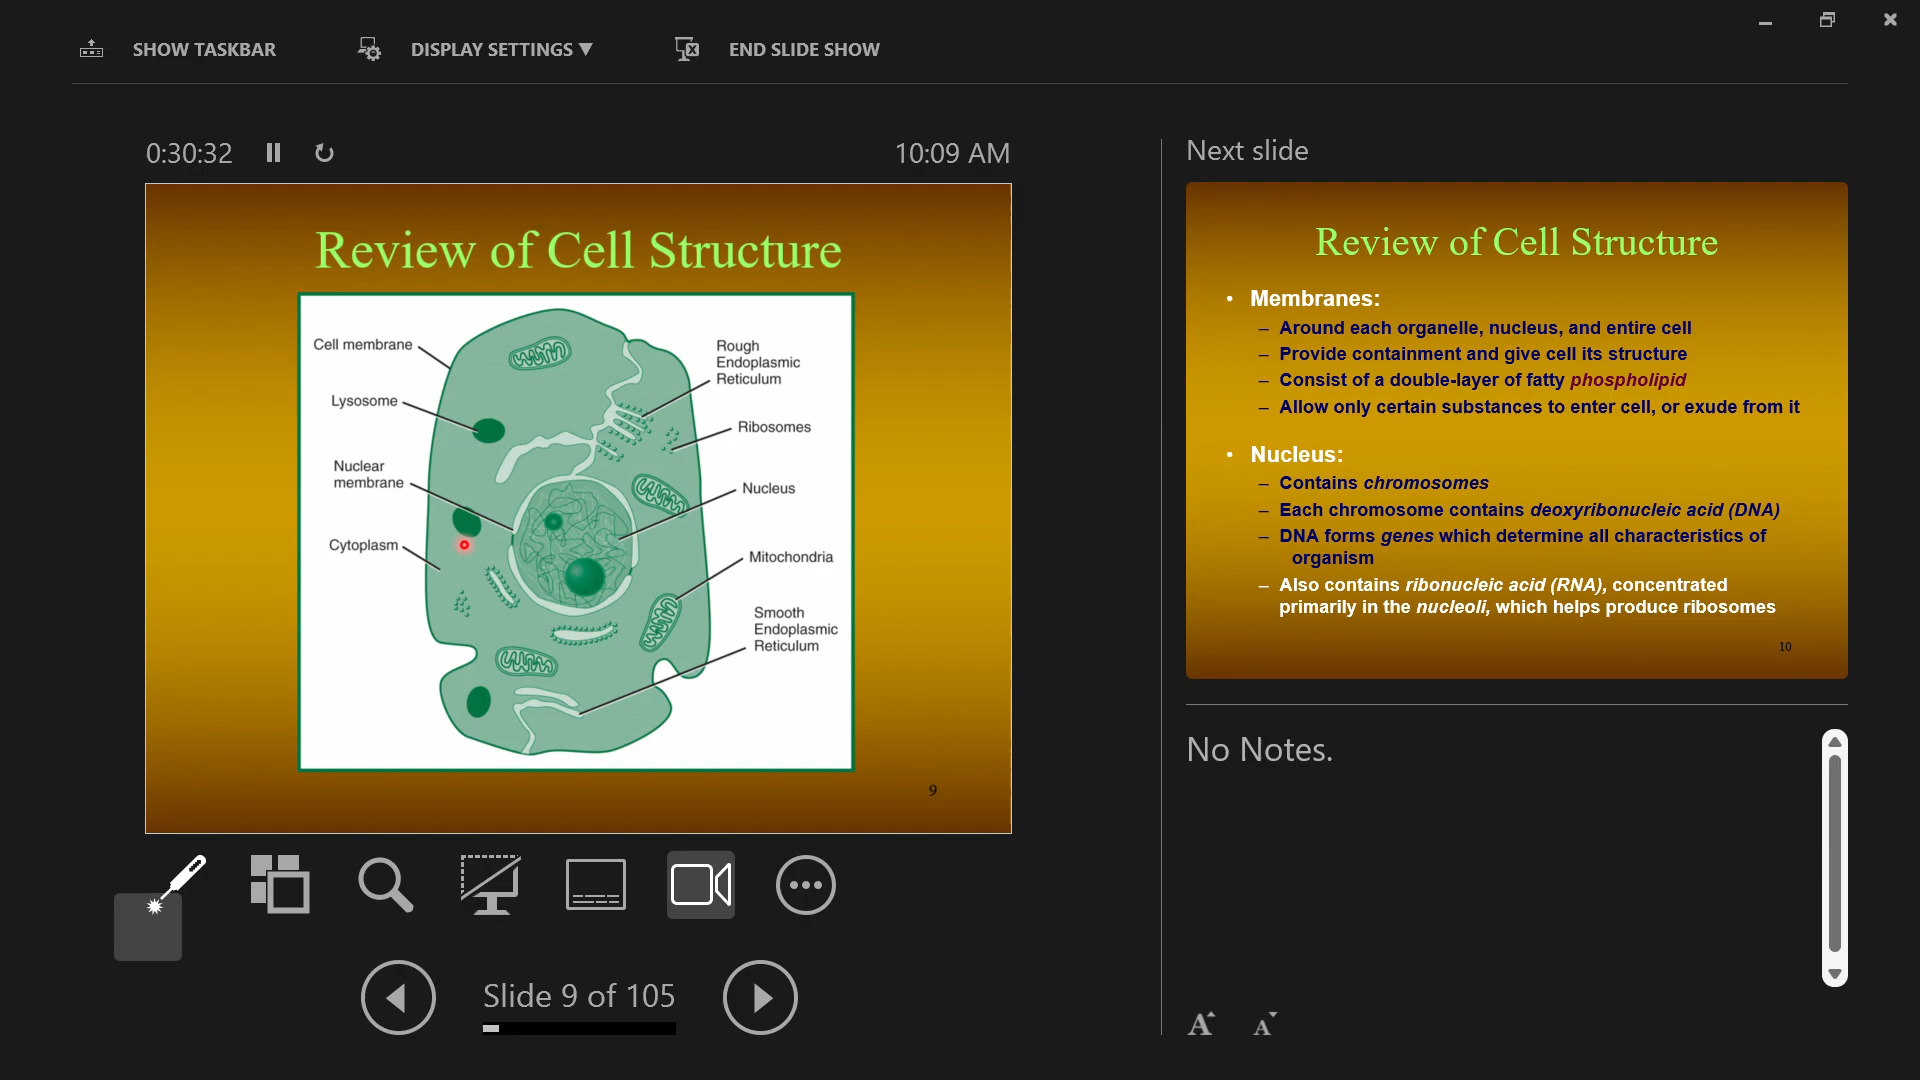 SHOW TASKBAR
DISPLAY SETTINGS ▼
END SLIDE SHOW
0:30:32
10:09 AM
Review of Cell Structure
Cell membrane
Lysosome
Nuclear
membrane
Cytoplasm
Rough
Endoplasmic
Reticulum
Ribosomes
Nucleus
Mitochondria
Smooth
Endoplasmic
Reticulum
9
Slide 9 of 105
Next slide
Review of Cell Structure
• Membranes:
– Around each organelle, nucleus, and entire cell
– Provide containment and give cell its structure
– Consist of a double-layer of fatty phospholipid
– Allow only certain substances to enter cell, or exude from it
• Nucleus:
– Contains chromosomes
– Each chromosome contains deoxyribonucleic acid (DNA)
– DNA forms genes which determine all characteristics of
organism
– Also contains ribonucleic acid (RNA), concentrated
primarily in the nucleoli, which helps produce ribosomes
10
No Notes.
A A